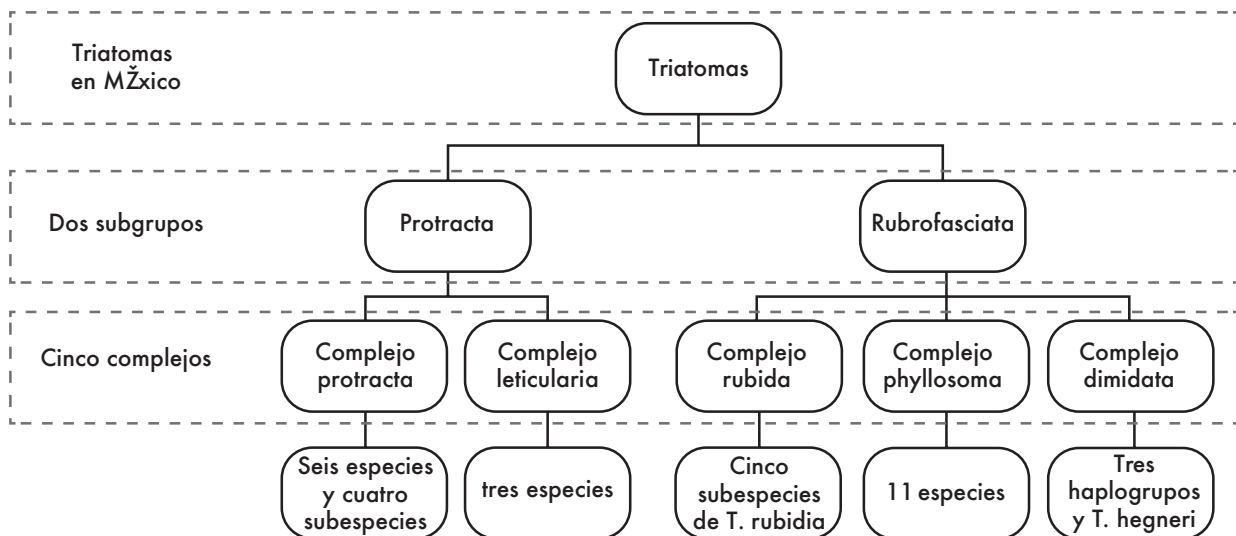 Triatomas
en MŽxico
Triatomas
Dos subgrupos
Protracta
Rubrofasciata
Cinco complejos
Complejo
protracta
Complejo
leticularia
Complejo
rubida
Complejo
phyllosoma
Complejo
dimidata
Seis especies
y cuatro
subespecies
tres especies
Cinco
subespecies
de T. rubidia
11 especies
Tres
haplogrupos
y T. hegneri